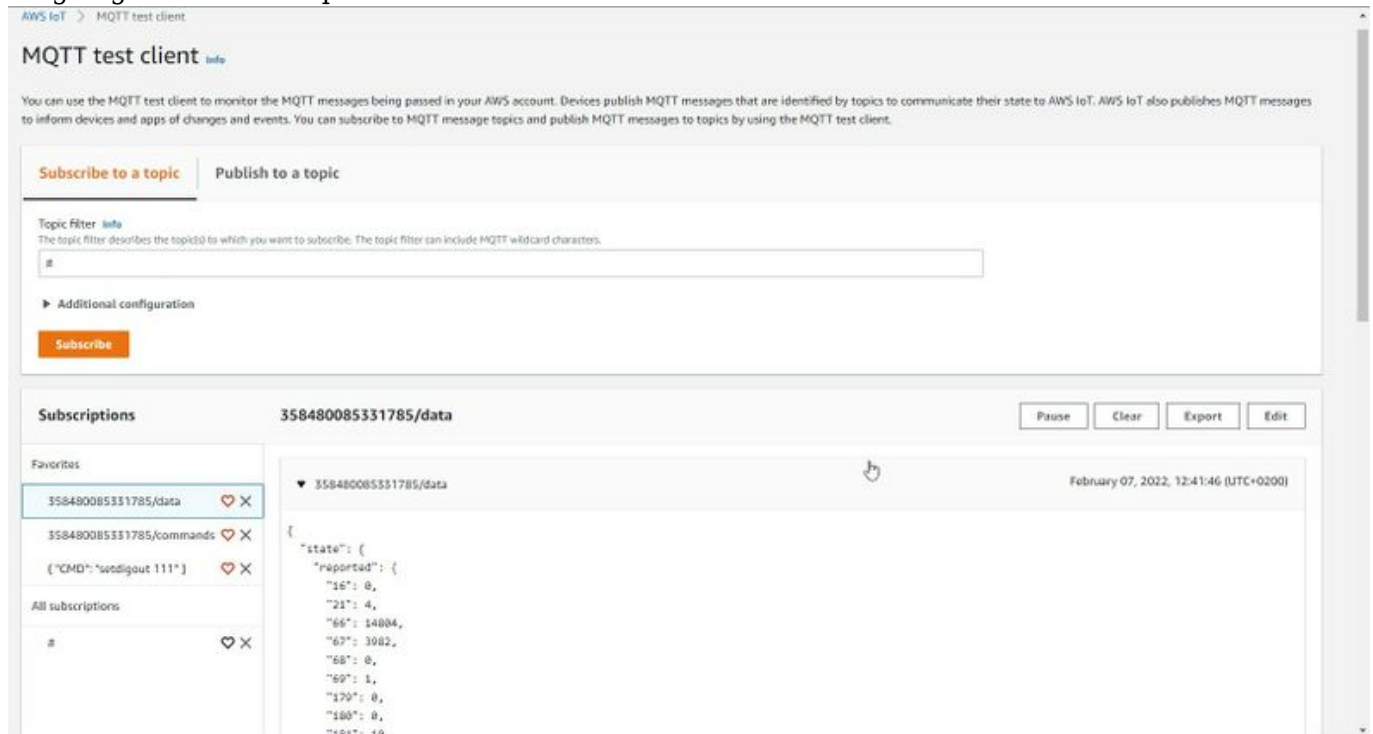 AWS IoT > MQTT test client
MQTT test client Info
You can use the MQTT test client to monitor the MQTT messages being passed in your AWS account. Devices publish MQTT messages that are identified by topics to communicate their state to AWS IoT. AWS IoT also publishes MQTT messages
to inform devices and apps of changes and events. You can subscribe to MQTT message topics and publish MQTT messages to topics by using the MQTT test client.
Subscribe to a topic Publish to a topic
Topic filter Info
The topic filter describes the topic(s) to which you want to subscribe. The topic filter can include MQTT wildcard characters.
#
Additional configuration
Subscribe
Subscriptions
358480085331785/data
Pause Clear Export Edit
Favorites
358480085331785/data
358480085331785/commands
{ "CMD": "setdigout 111" }
All subscriptions
#
358480085331785/data
February 07, 2022, 12:41:46 (UTC+0200)
{
"state": {
"reported": {
"16": 0,
"21": 4,
"66": 14804,
"67": 3982,
"68": 0,
"69": 1,
"179": 0,
"180": 0,